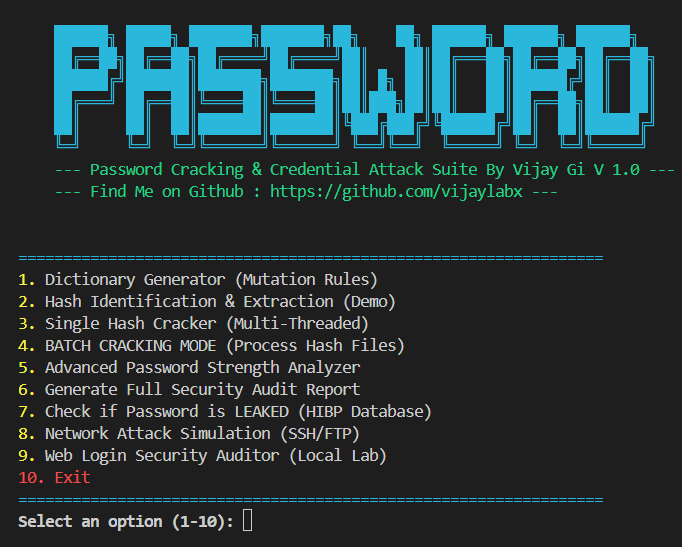 PASSWORD
--- Password Cracking & Credential Attack Suite By Vijay Gi V 1.0 ---
--- Find Me on Github : https://github.com/vijaylabx ---
=================================================================
1. Dictionary Generator (Mutation Rules)
2. Hash Identification & Extraction (Demo)
3. Single Hash Cracker (Multi-Threaded)
4. BATCH CRACKING MODE (Process Hash Files)
5. Advanced Password Strength Analyzer
6. Generate Full Security Audit Report
7. Check if Password is LEAKED (HIBP Database)
8. Network Attack Simulation (SSH/FTP)
9. Web Login Security Auditor (Local Lab)
10. Exit
=================================================================
Select an option (1-10):